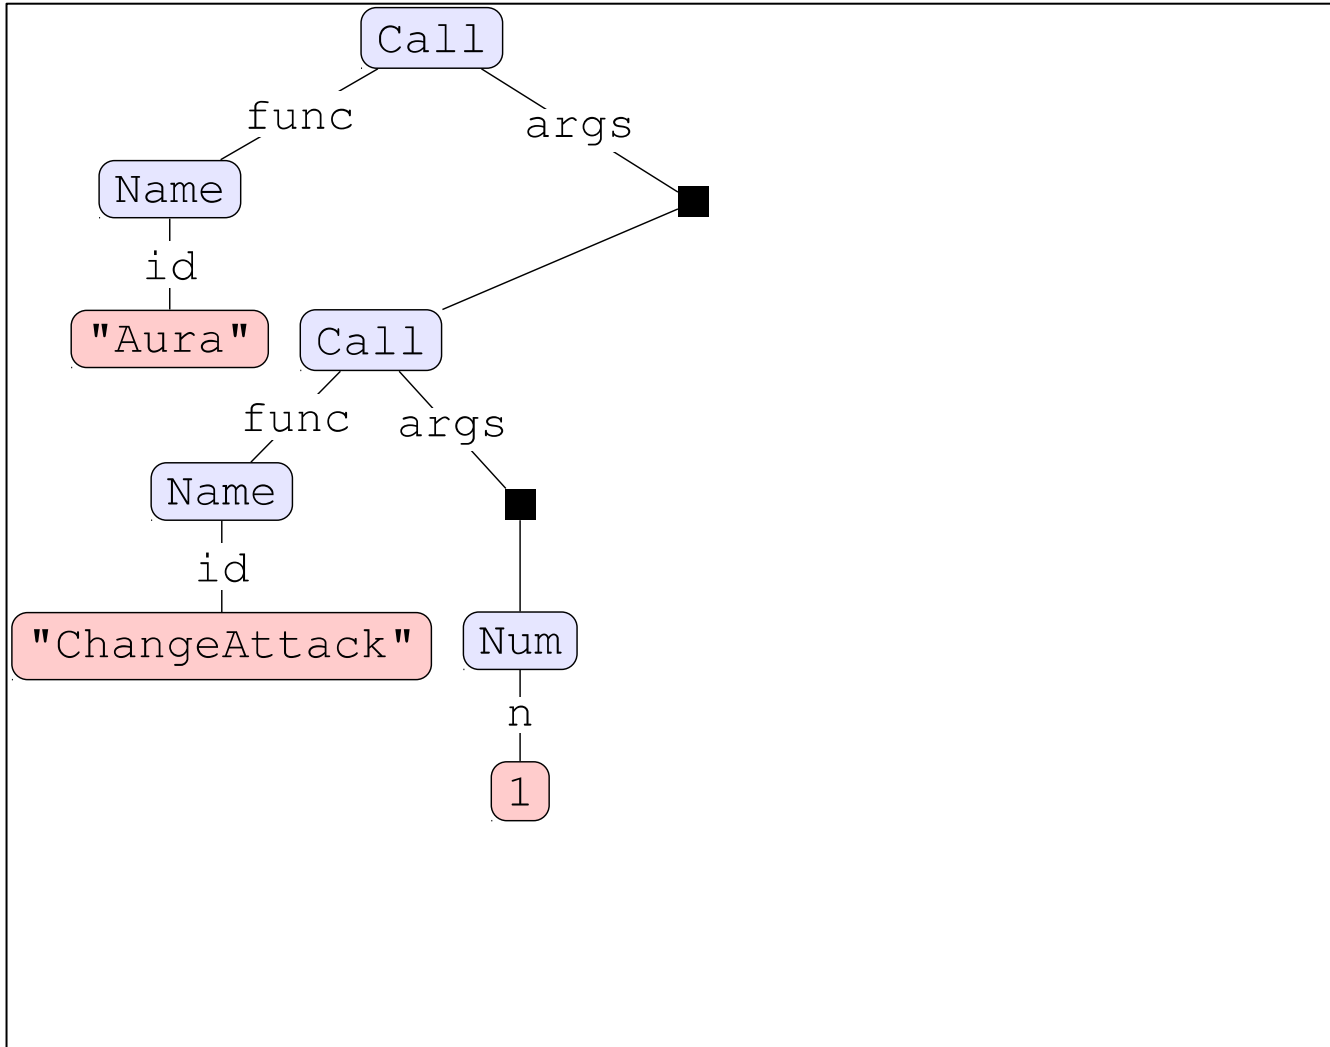 Call
func args
Name
id
"Aura" Call
func args
Name
id
"ChangeAttack" Num
n
1